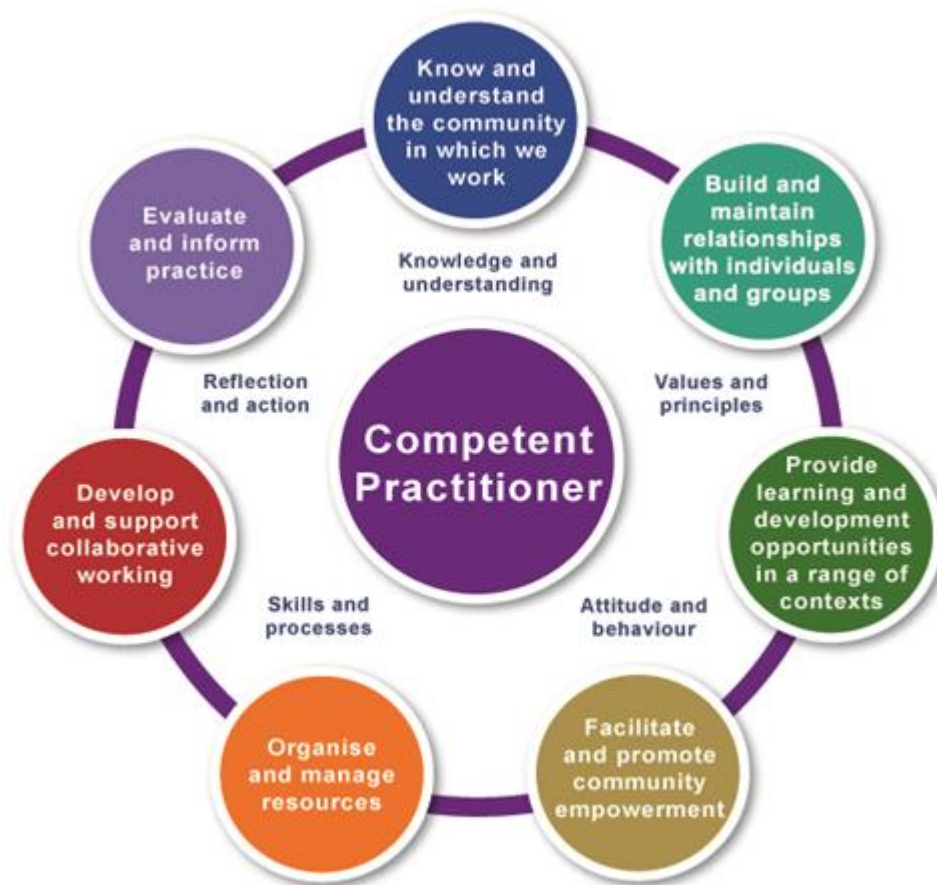 Know and
understand
the community
in which we
work
Build and
maintain
relationships
with individuals
and groups
Provide
learning and
development
opportunities
in a range of
contexts
Facilitate
and promote
community
empowerment
Organise
and manage
resources
Develop
and support
collaborative
working
Evaluate
and inform
practice
Knowledge and
understanding
Values and
principles
Attitude and
behaviour
Skills and
processes
Reflection
and action
Competent
Practitioner